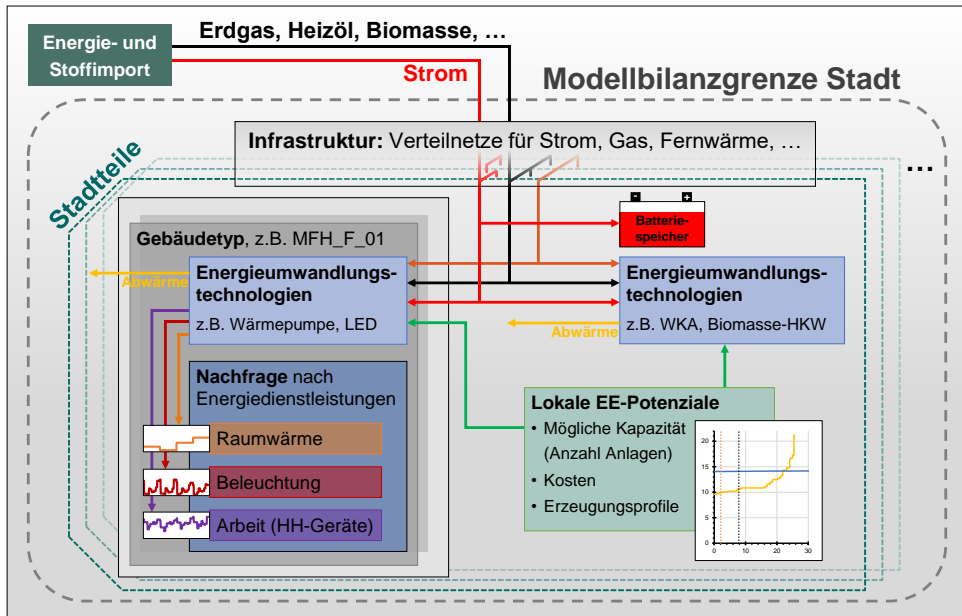 Energie- und
Stoffimport
Erdgas, Heizöl, Biomasse, …
Strom
Modellbilanzgrenze Stadt
Infrastruktur: Verteilnetze für Strom, Gas, Fernwärme, …
…
Stadtteile
- +
Batterie-
speicher
Gebäudetyp, z.B. MFH_F_01
Abwärme
Energieumwandlungs-
technologien
z.B. Wärmepumpe, LED
Energieumwandlungs-
technologien
z.B. WKA, Biomasse-HKW
Abwärme
Nachfrage nach
Energiedienstleistungen
Raumwärme
Beleuchtung
Arbeit (HH-Geräte)
Lokale EE-Potenziale
• Mögliche Kapazität
(Anzahl Anlagen)
• Kosten
• Erzeugungsprofile
20
15
10
5
0
0 10 20 30